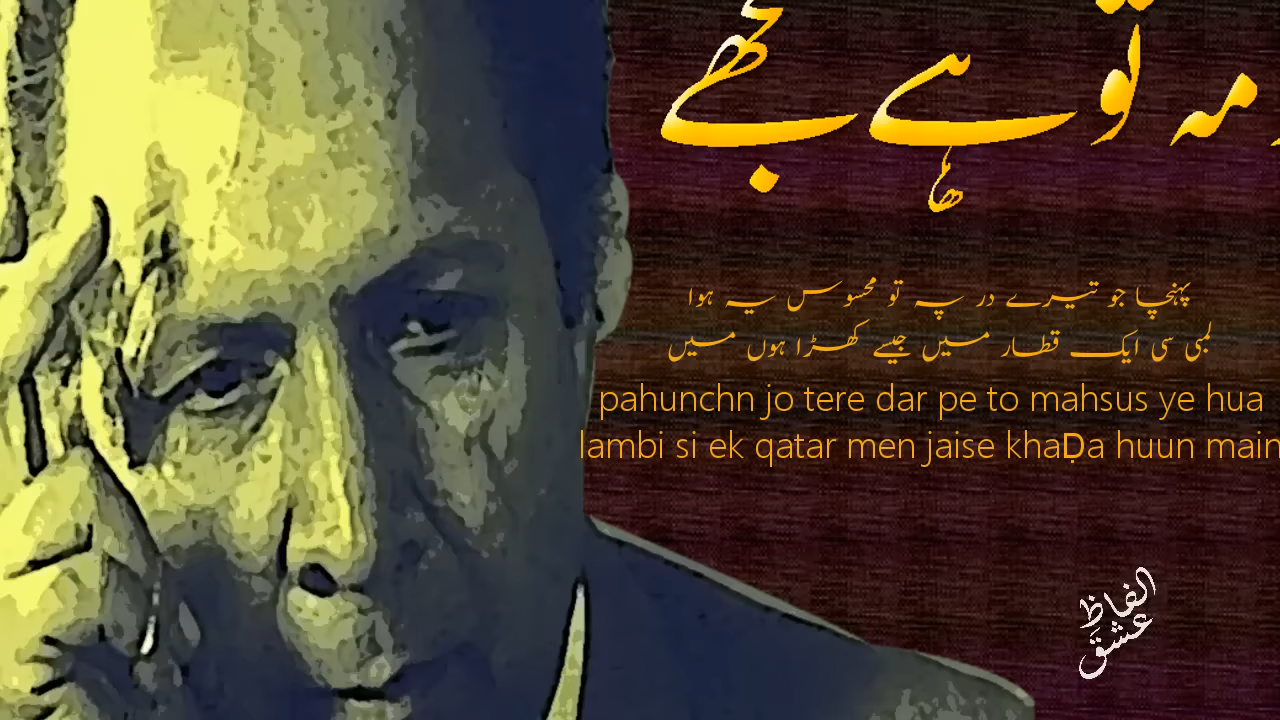 مہ تو ہے مجھے
پہنچا جو تیرے در پہ تو محسوس یہ ہوا
لمبی سی ایک قطار میں جیسے کھڑا ہوں میں
pahunchn jo tere dar pe to mahsus ye hua
lambi si ek qatar men jaise khaḌa huun main
الفاظِ
عشق